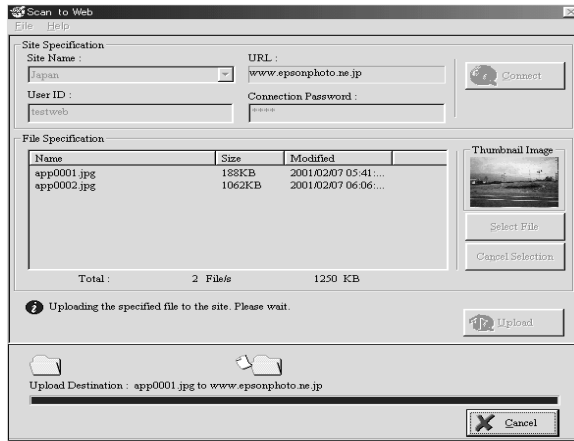 Scan to Web
File Help
Site Specification
Site Name :
URL :
Japan
www.epsonphoto.ne.jp
Connect
User ID :
Connection Password :
testweb
****
File Specification
Name Size Modified
app0001.jpg 188KB 2001/02/07 05:41:...
app0002.jpg 1062KB 2001/02/07 06:06:...
Thumbnail Image
Select File
Cancel Selection
Total : 2 File/s 1250 KB
Uploading the specified file to the site. Please wait.
Upload
Upload Destination : app0001.jpg to www.epsonphoto.ne.jp
Cancel